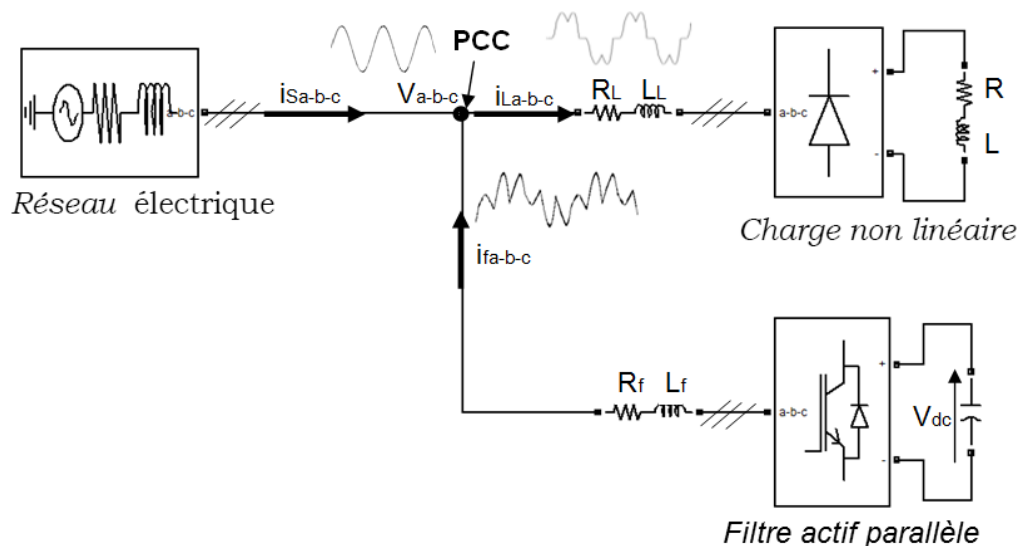 PCC
iSa-b-c
Va-b-c
iLa-b-c
RL
LL
a-b-c
a-b-c
+
-
R
L
Réseau électrique
Charge non linéaire
ifa-b-c
Rf
Lf
a-b-c
+
-
Vdc
Filtre actif parallèle